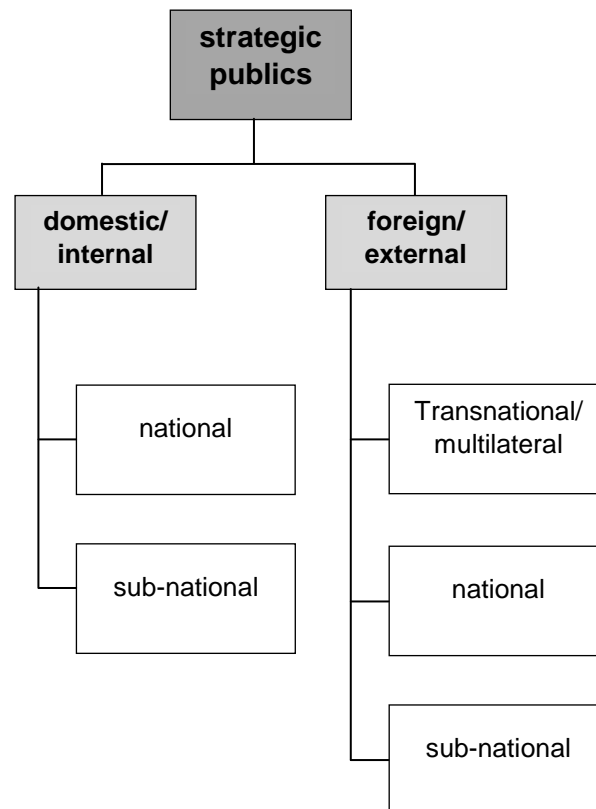 strategic
publics
domestic/
internal
foreign/
external
national
sub-national
Transnational/
multilateral
national
sub-national